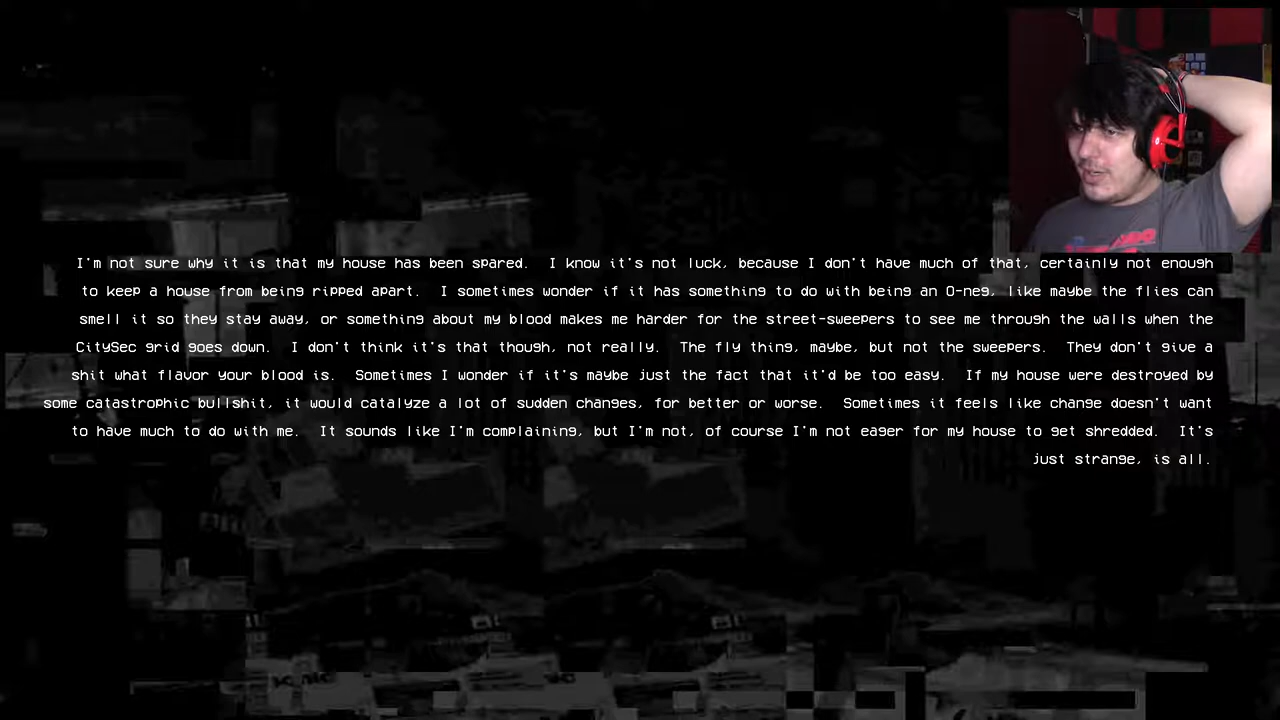 I'm not sure why it is that my house has been spared.  I know it's not luck, because I don't have much of that, certainly not enough
to keep a house from being ripped apart.  I sometimes wonder if it has something to do with being an O-neg, like maybe the flies can
smell it so they stay away, or something about my blood makes me harder for the street-sweepers to see me through the walls when the
CitySec grid goes down.  I don't think it's that though, not really.  The fly thing, maybe, but not the sweepers.  They don't give a
shit what flavor your blood is.  Sometimes I wonder if it's maybe just the fact that it'd be too easy.  If my house were destroyed by
some catastrophic bullshit, it would catalyze a lot of sudden changes, for better or worse.  Sometimes it feels like change doesn't want
to have much to do with me.  It sounds like I'm complaining, but I'm not, of course I'm not eager for my house to get shredded.  It's
just strange, is all.